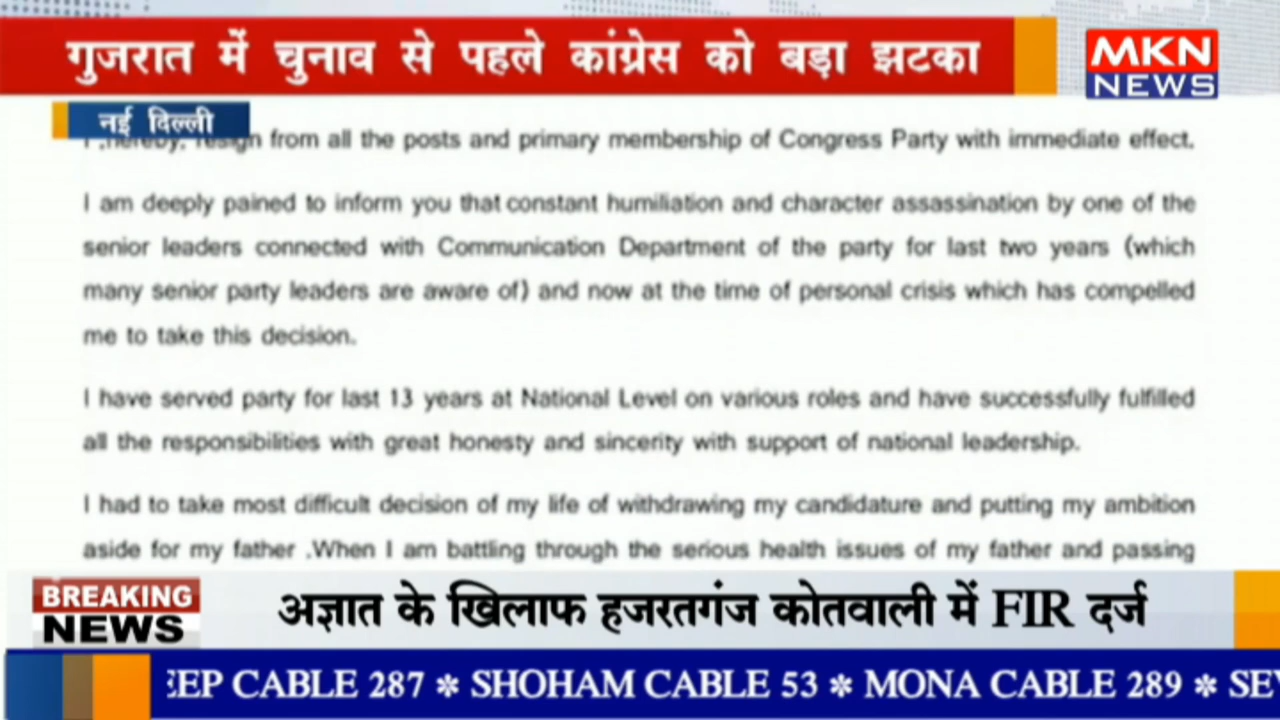 गुजरात में चुनाव से पहले कांग्रेस को बड़ा झटका
MKN
NEWS
नई दिल्ली
I ,hereby, resign from all the posts and primary membership of Congress Party with immediate effect.
I am deeply pained to inform you that constant humiliation and character assassination by one of the
senior leaders connected with Communication Department of the party for last two years (which
many senior party leaders are aware of) and now at the time of personal crisis which has compelled
me to take this decision.
I have served party for last 13 years at National Level on various roles and have successfully fulfilled
all the responsibilities with great honesty and sincerity with support of national leadership.
I had to take most difficult decision of my life of withdrawing my candidature and putting my ambition
aside for my father .When I am battling through the serious health issues of my father and passing
BREAKING
NEWS
अज्ञात के खिलाफ हजरतगंज कोतवाली में FIR दर्ज
EEP CABLE 287 * SHOHAM CABLE 53 * MONA CABLE 289 * SEV